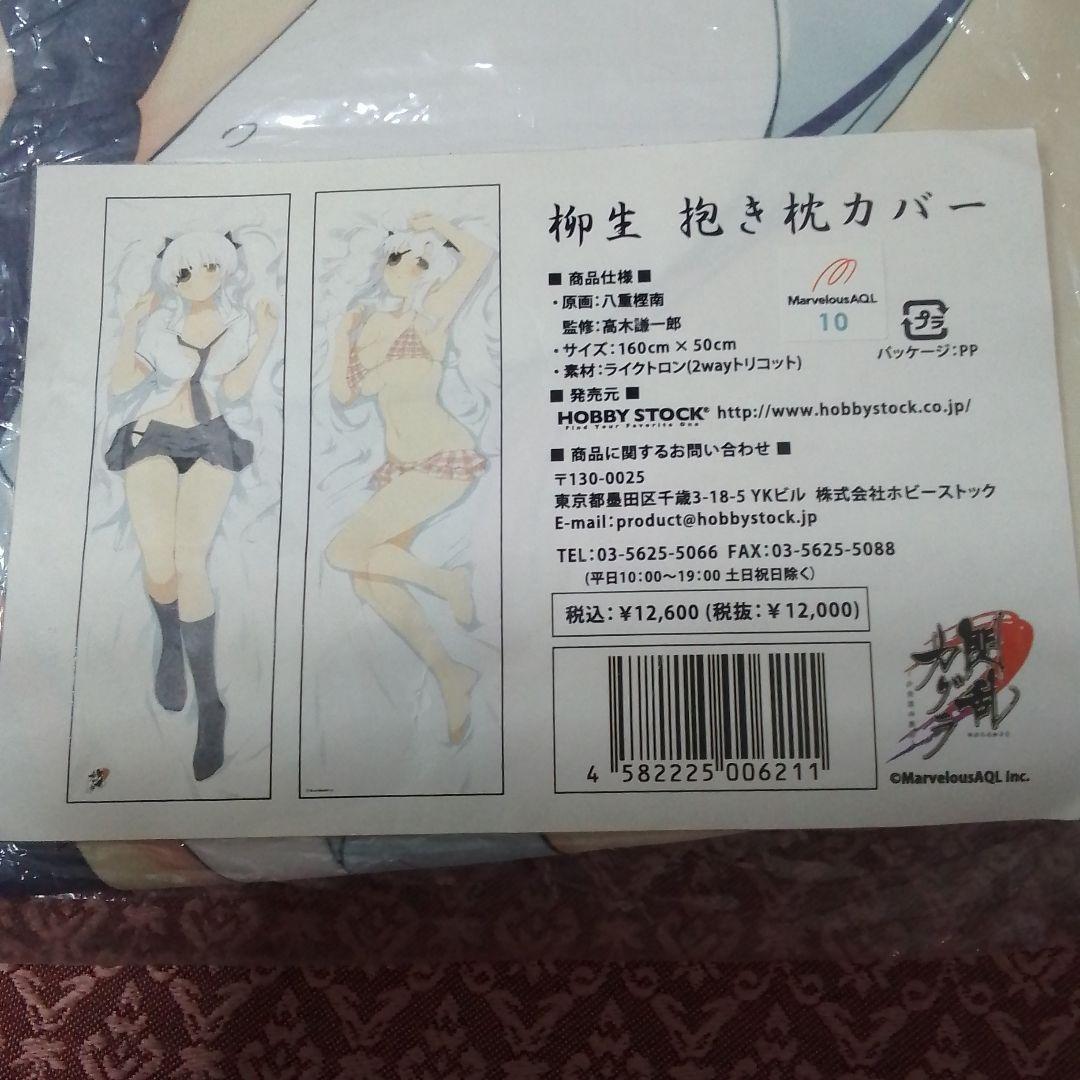 柳生 抱き枕カバー
■ 商品仕様 ■
・原画：八重樫南
監修：高木謙一郎
・サイズ：160cm × 50cm
・素材：ライクトロン(2wayトリコット)
MarvelousAQL
10
プラ
パッケージ：PP
■ 発売元 ■
HOBBY STOCK® http://www.hobbystock.co.jp/
Find Your Favorite One
■ 商品に関するお問い合わせ ■
〒130-0025
東京都墨田区千歳3-18-5 YKビル 株式会社ホビーストック
E-mail：product@hobbystock.jp
TEL：03-5625-5066 FAX：03-5625-5088
(平日10：00～19：00 土日祝日除く)
税込：¥12,600 (税抜：¥12,000)
4 582225 006211
閃乱
カグラ
©MarvelousAQL Inc.